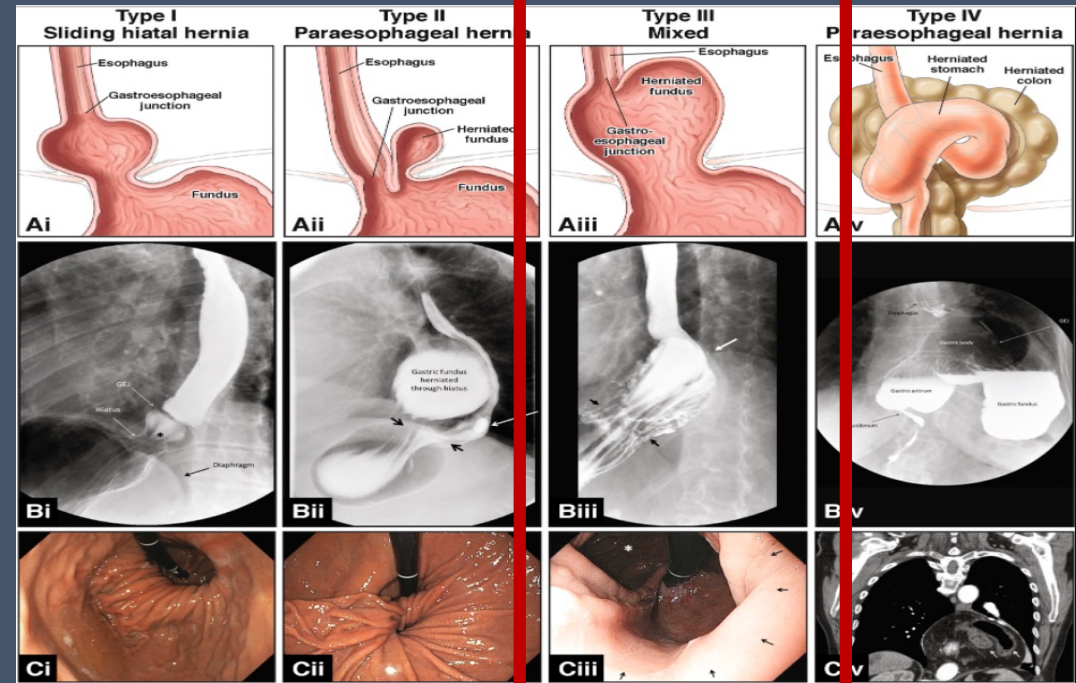 Type I
Sliding hiatal hernia
Type II
Paraesophageal hernia
Type III
Mixed
Type IV
Paraesophageal hernia
Esophagus
Gastroesophageal
junction
Fundus
Ai
Esophagus
Gastroesophageal
junction
Herniated
fundus
Fundus
Aii
Esophagus
Herniated
fundus
Gastro-
esophageal
junction
Aiii
Esophagus
Herniated
stomach
Herniated
colon
A v
GEJ
Hiatus
*
Diaphragm
Bi
Gastric fundus
herniated
through hiatus
Bii
Biii
Esophagus
GEJ
Gastric body
Gastric antrum
Gastric fundus
B v
Ci
Cii
*
Ciii
C v